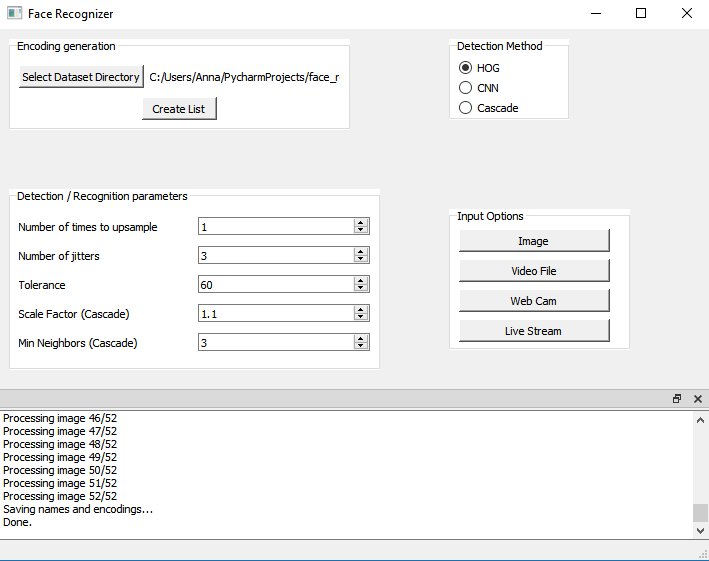 Face Recognizer
Encoding generation
Select Dataset Directory C:/Users/Anna/PycharmProjects/face_r
Create List
Detection Method
HOG
CNN
Cascade
Detection / Recognition parameters
Number of times to upsample 1
Number of jitters 3
Tolerance 60
Scale Factor (Cascade) 1.1
Min Neighbors (Cascade) 3
Input Options
Image
Video File
Web Cam
Live Stream
Processing image 46/52
Processing image 47/52
Processing image 48/52
Processing image 49/52
Processing image 50/52
Processing image 51/52
Processing image 52/52
Saving names and encodings...
Done.